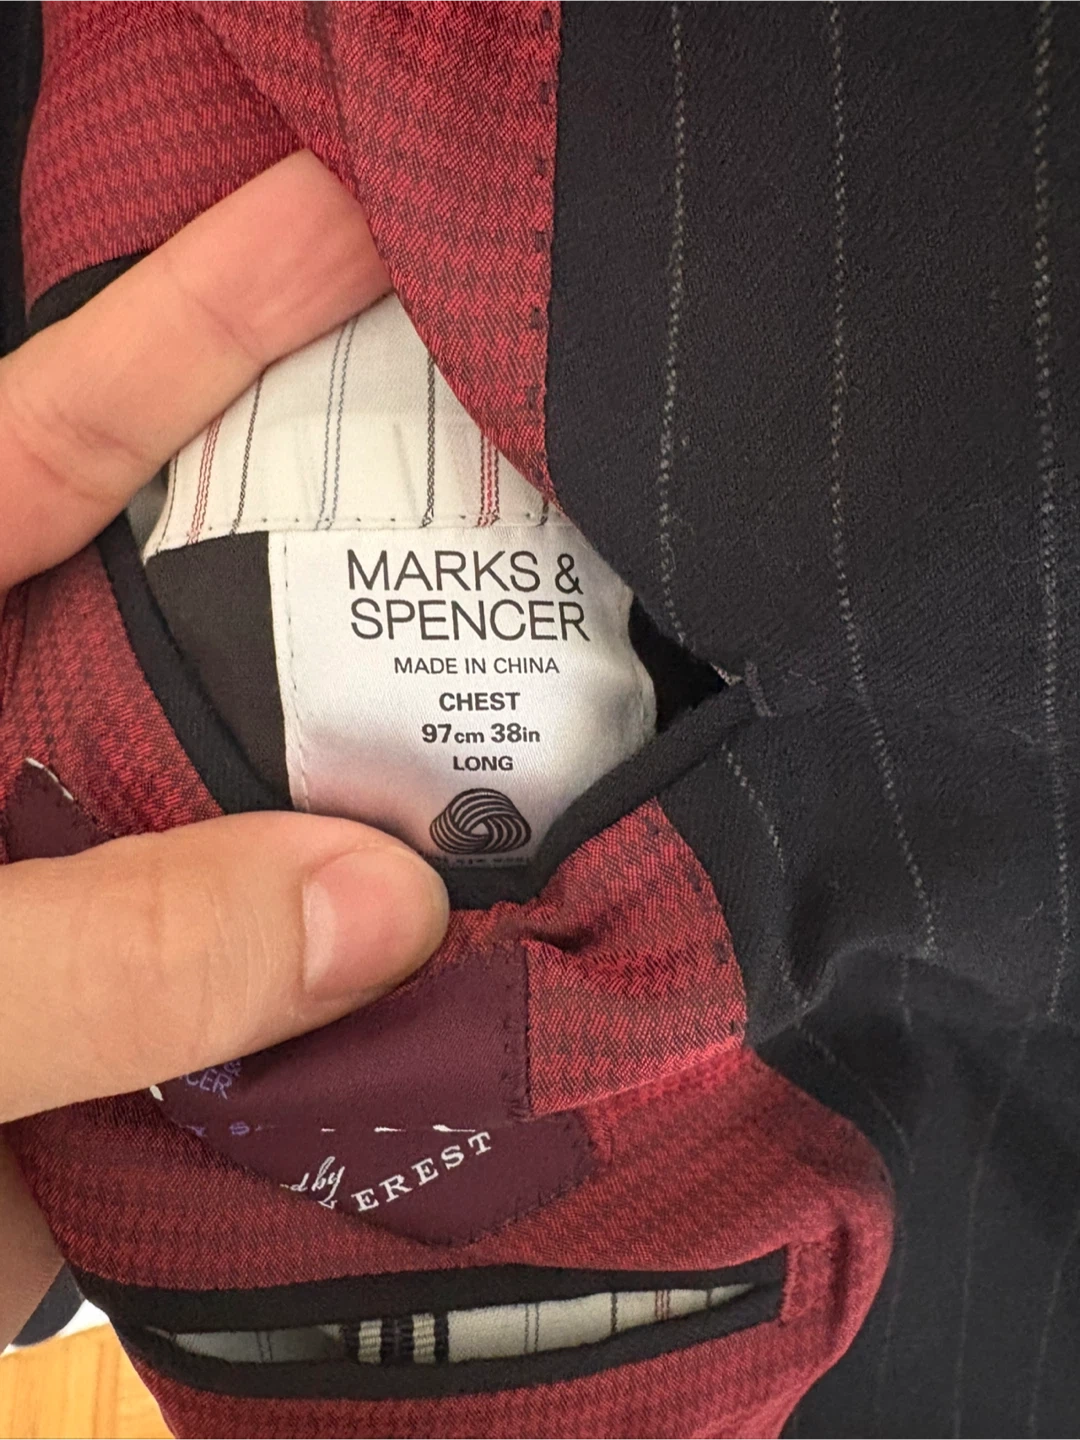 MARKS &
SPENCER
MADE IN CHINA
CHEST
97cm 38in
LONG
EREST